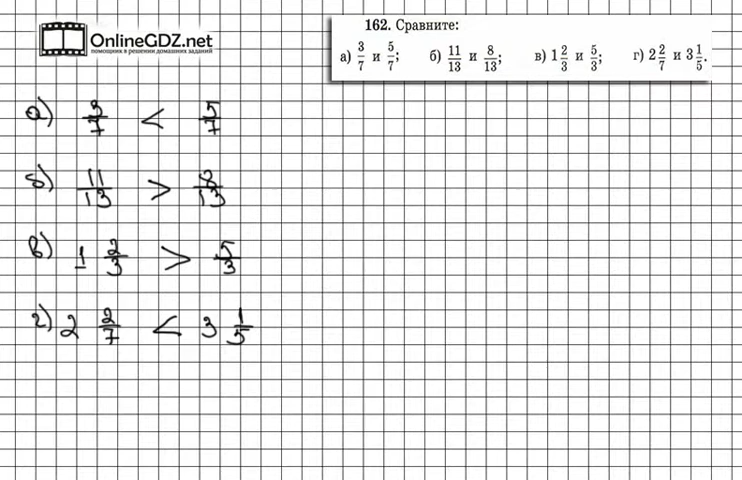 OnlineGDZ.net
помощник в решении домашних заданий
162. Сравните:
а) 3/7 и 5/7; б) 11/13 и 8/13; в) 1 2/3 и 5/3; г) 2 2/7 и 3 1/5.
а) 3/7 < 5/7
б) 11/13 > 8/13
в) 1 2/3 > 5/3
г) 2 2/7 < 3 1/5